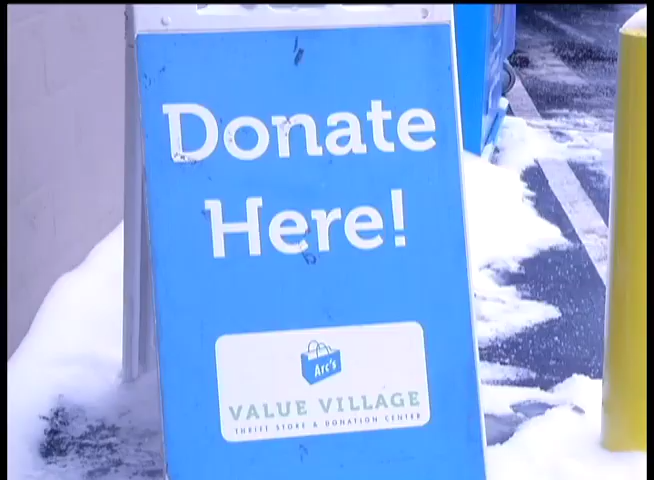 Donate
Here!
Arc's
VALUE VILLAGE
THRIFT STORE & DONATION CENTER